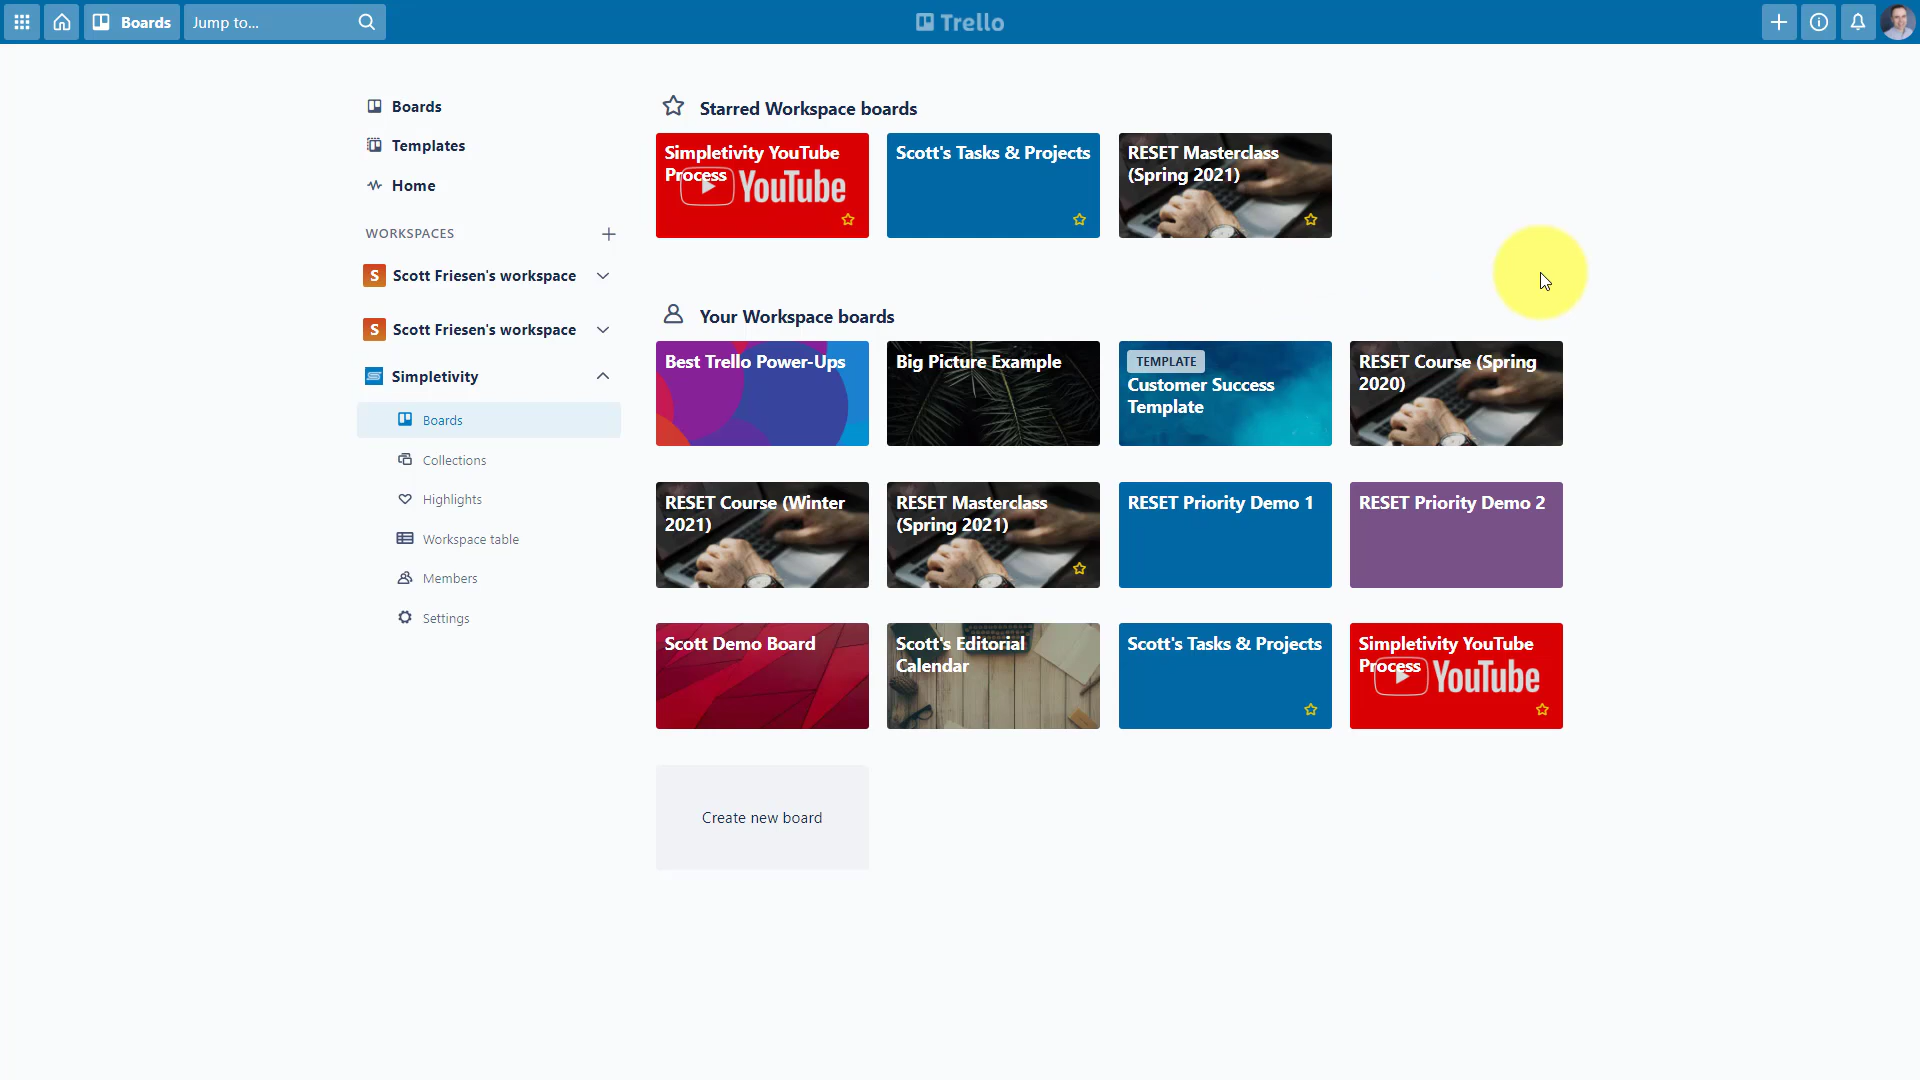 Boards
Jump to...
Trello
Boards
Templates
Home
WORKSPACES
S
Scott Friesen's workspace
S
Scott Friesen's workspace
Simpletivity
Boards
Collections
Highlights
Workspace table
Members
Settings
Starred Workspace boards
Simpletivity YouTube
Process
YouTube
Scott's Tasks & Projects
RESET Masterclass
(Spring 2021)
Your Workspace boards
Best Trello Power-Ups
Big Picture Example
TEMPLATE
Customer Success
Template
RESET Course (Spring
2020)
RESET Course (Winter
2021)
RESET Masterclass
(Spring 2021)
RESET Priority Demo 1
RESET Priority Demo 2
Scott Demo Board
Scott's Editorial
Calendar
Scott's Tasks & Projects
Simpletivity YouTube
Process
YouTube
Create new board